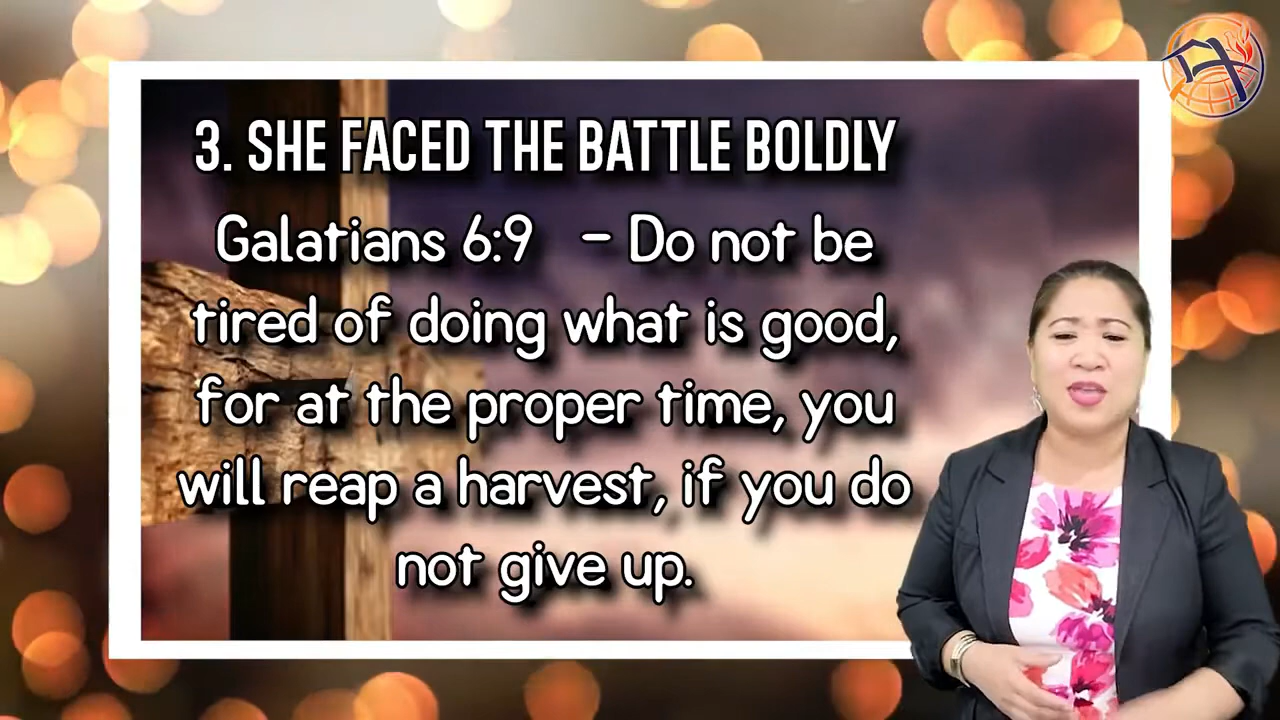 3. SHE FACED THE BATTLE BOLDLY
Galatians 6:9 - Do not be
tired of doing what is good,
for at the proper time, you
will reap a harvest, if you do
not give up.